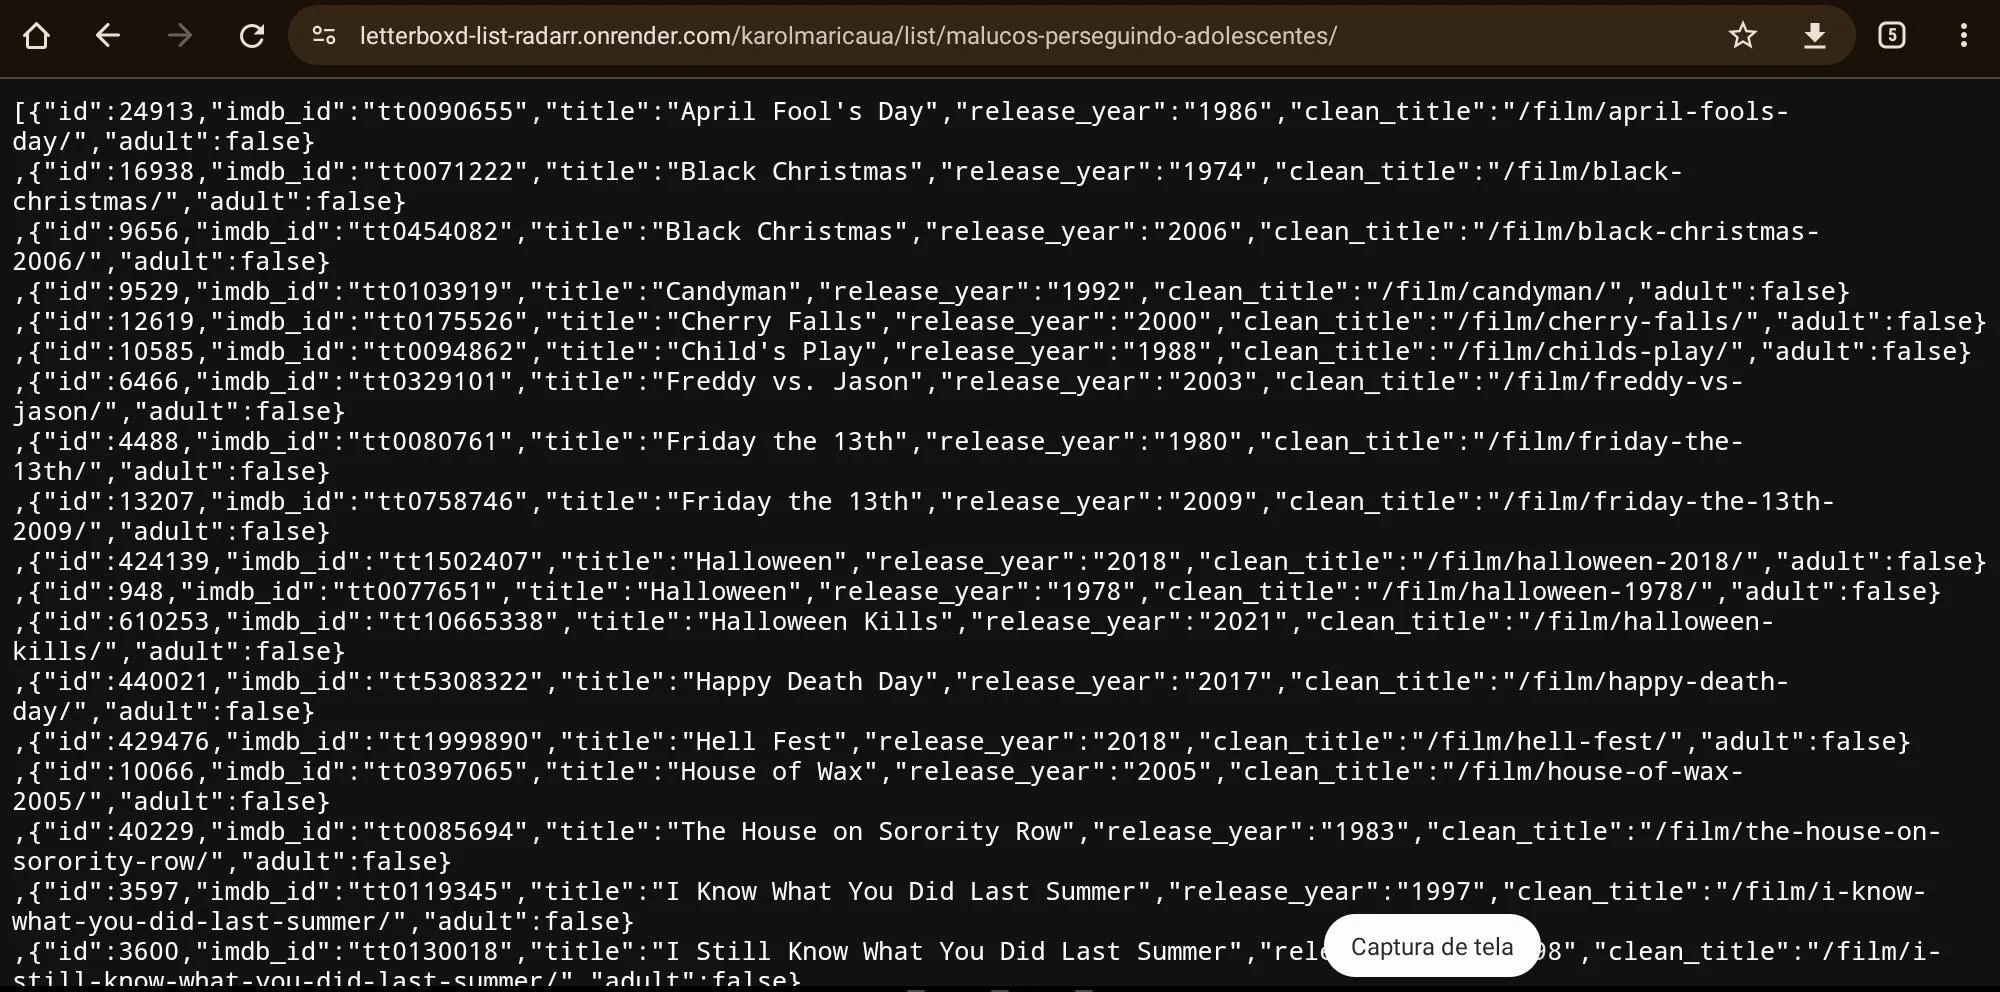 letterboxd-list-radarr.onrender.com/karolmaricaua/list/malucos-perseguindo-adolescentes/
5
[{"id":24913,"imdb_id":"tt0090655","title":"April Fool's Day","release_year":"1986","clean_title":"/film/april-fools-
day/","adult":false}
,{"id":16938,"imdb_id":"tt0071222","title":"Black Christmas","release_year":"1974","clean_title":"/film/black-
christmas/","adult":false}
,{"id":9656,"imdb_id":"tt0454082","title":"Black Christmas","release_year":"2006","clean_title":"/film/black-christmas-
2006/","adult":false}
,{"id":9529,"imdb_id":"tt0103919","title":"Candyman","release_year":"1992","clean_title":"/film/candyman/","adult":false}
,{"id":12619,"imdb_id":"tt0175526","title":"Cherry Falls","release_year":"2000","clean_title":"/film/cherry-falls/","adult":false}
,{"id":10585,"imdb_id":"tt0094862","title":"Child's Play","release_year":"1988","clean_title":"/film/childs-play/","adult":false}
,{"id":6466,"imdb_id":"tt0329101","title":"Freddy vs. Jason","release_year":"2003","clean_title":"/film/freddy-vs-
jason/","adult":false}
,{"id":4488,"imdb_id":"tt0080761","title":"Friday the 13th","release_year":"1980","clean_title":"/film/friday-the-
13th/","adult":false}
,{"id":13207,"imdb_id":"tt0758746","title":"Friday the 13th","release_year":"2009","clean_title":"/film/friday-the-13th-
2009/","adult":false}
,{"id":424139,"imdb_id":"tt1502407","title":"Halloween","release_year":"2018","clean_title":"/film/halloween-2018/","adult":false}
,{"id":948,"imdb_id":"tt0077651","title":"Halloween","release_year":"1978","clean_title":"/film/halloween-1978/","adult":false}
,{"id":610253,"imdb_id":"tt10665338","title":"Halloween Kills","release_year":"2021","clean_title":"/film/halloween-
kills/","adult":false}
,{"id":440021,"imdb_id":"tt5308322","title":"Happy Death Day","release_year":"2017","clean_title":"/film/happy-death-
day/","adult":false}
,{"id":429476,"imdb_id":"tt1999890","title":"Hell Fest","release_year":"2018","clean_title":"/film/hell-fest/","adult":false}
,{"id":10066,"imdb_id":"tt0397065","title":"House of Wax","release_year":"2005","clean_title":"/film/house-of-wax-
2005/","adult":false}
,{"id":40229,"imdb_id":"tt0085694","title":"The House on Sorority Row","release_year":"1983","clean_title":"/film/the-house-on-
sorority-row/","adult":false}
,{"id":3597,"imdb_id":"tt0119345","title":"I Know What You Did Last Summer","release_year":"1997","clean_title":"/film/i-know-
what-you-did-last-summer/","adult":false}
,{"id":3600,"imdb_id":"tt0130018","title":"I Still Know What You Did Last Summer","rele 98","clean_title":"/film/i-
Captura de tela
still-know-what-you-did-last-summer/","adult":false}